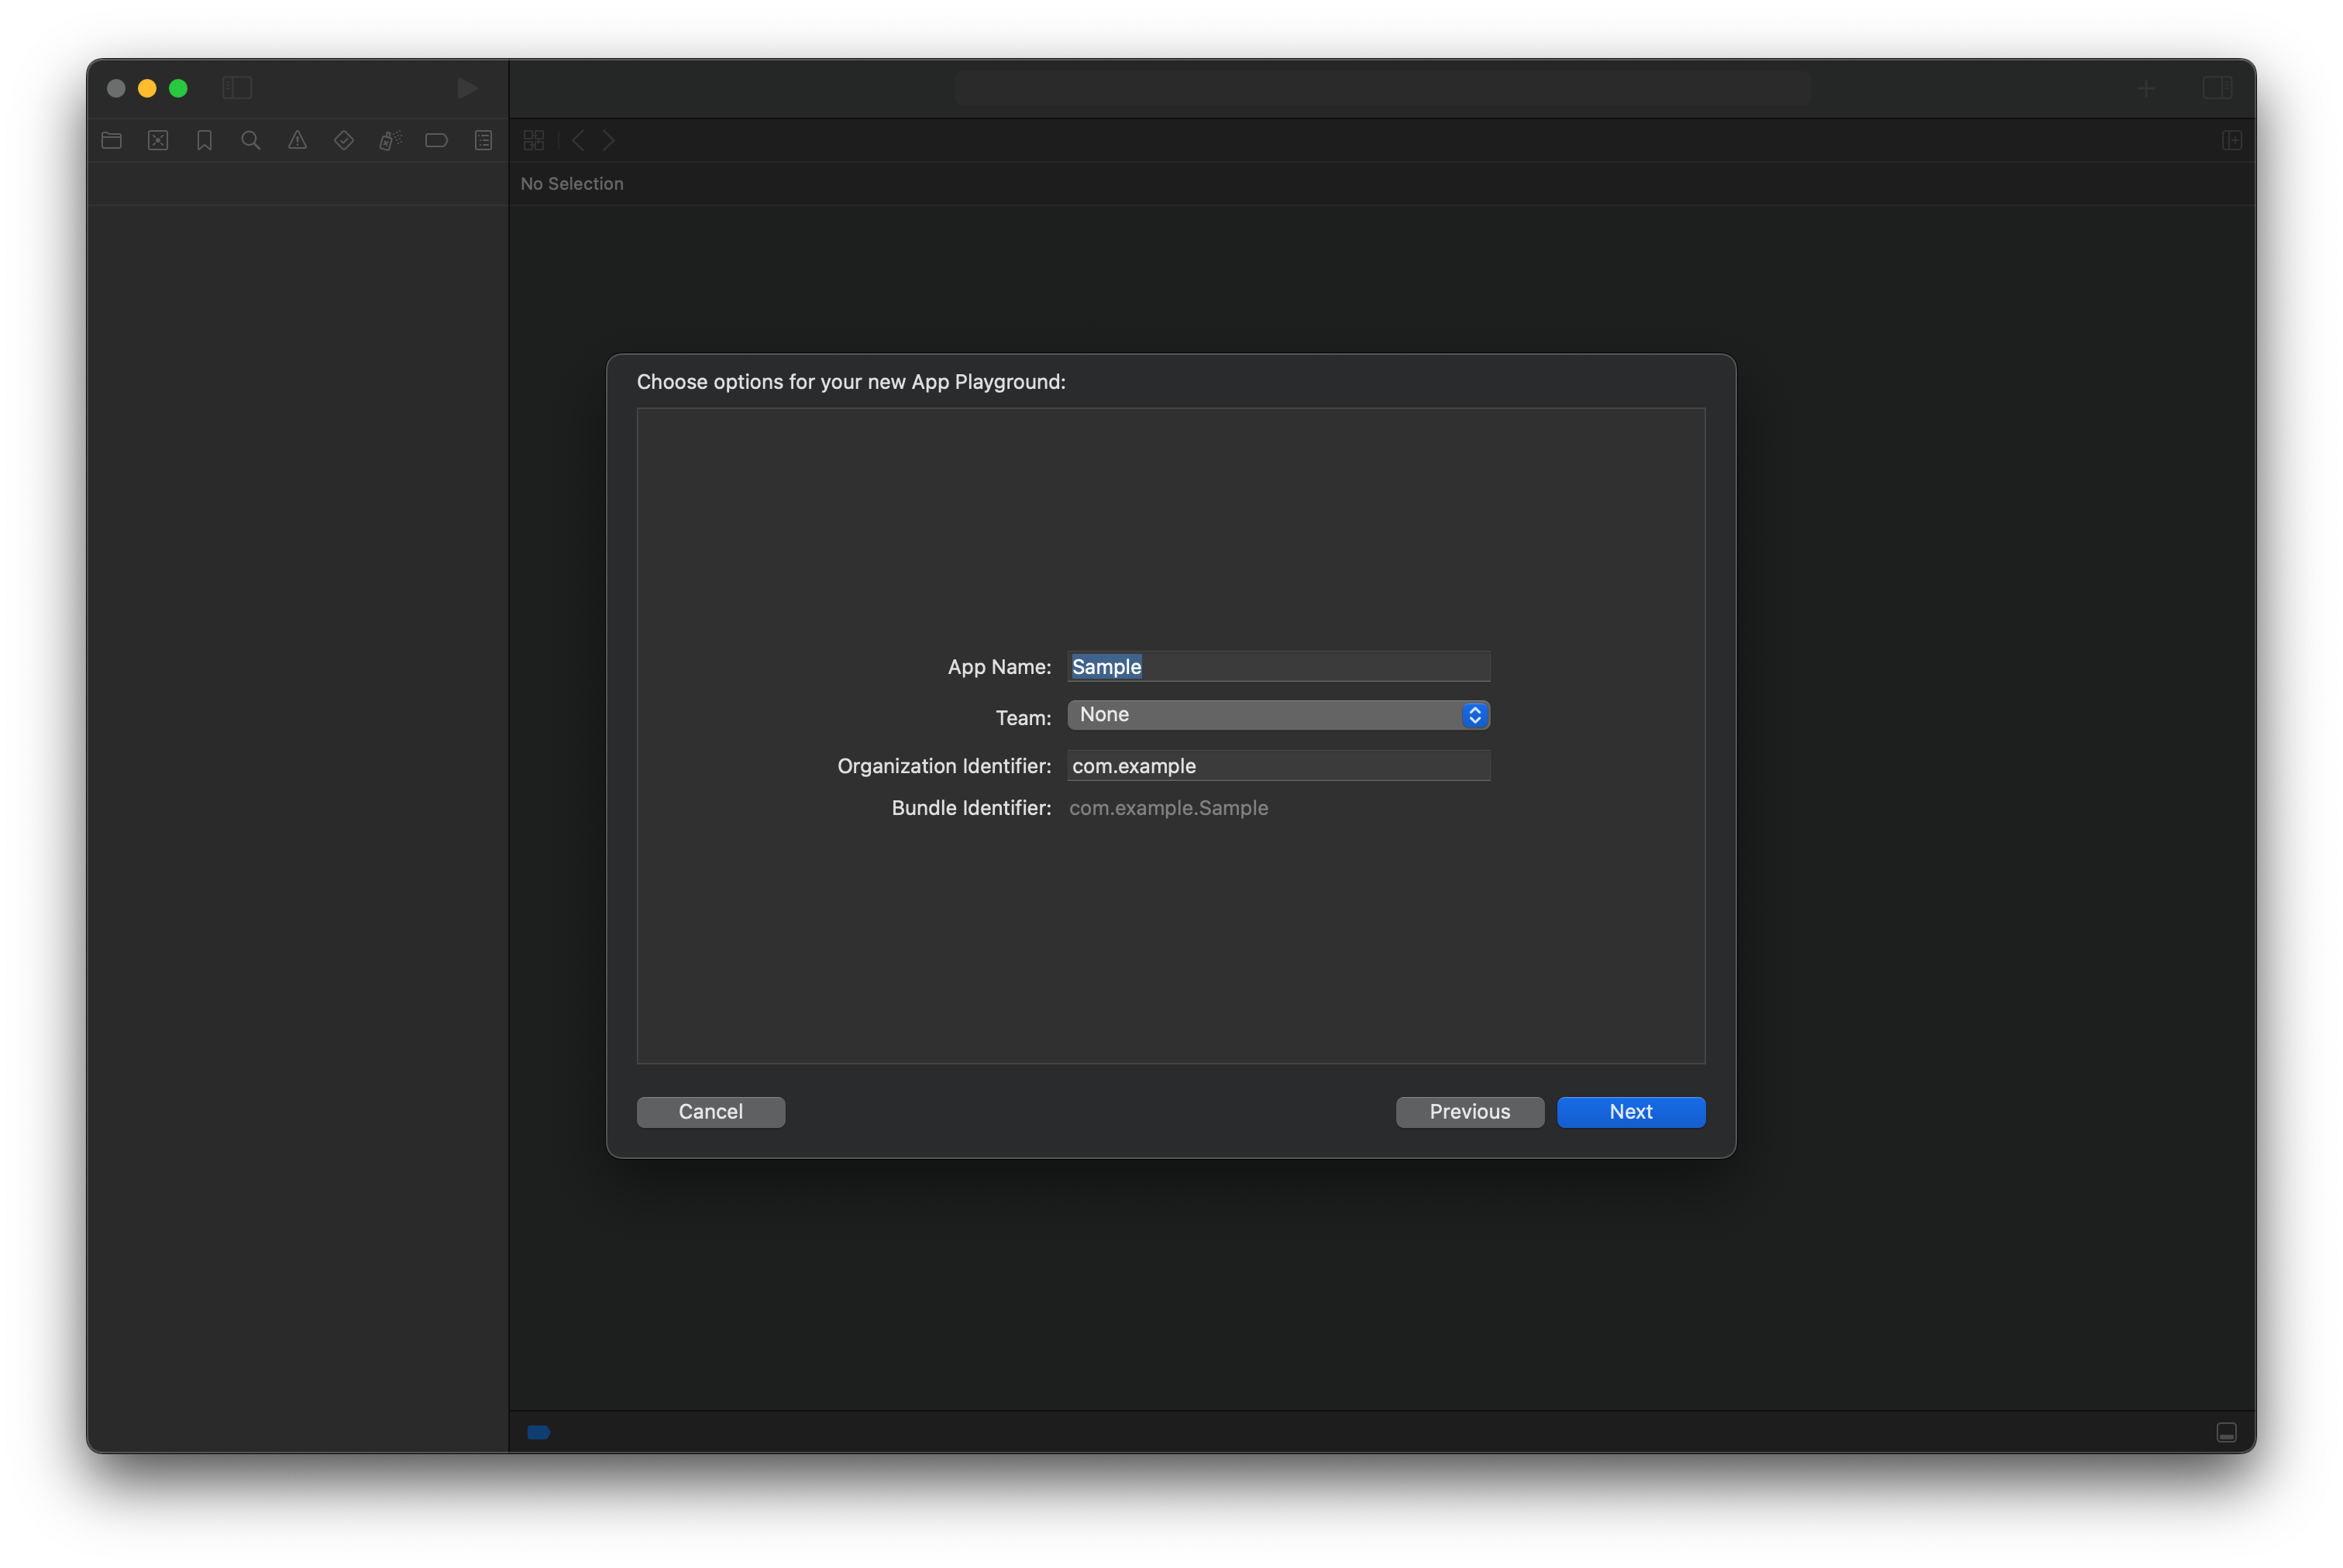 No Selection
Choose options for your new App Playground:
App Name: Sample
Team: None
Organization Identifier: com.example
Bundle Identifier: com.example.Sample
Cancel Previous Next